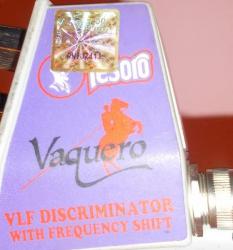 Tesoro
Vaquero
VLF DISCRIMINATOR
WITH FREQUENCY SHIFT